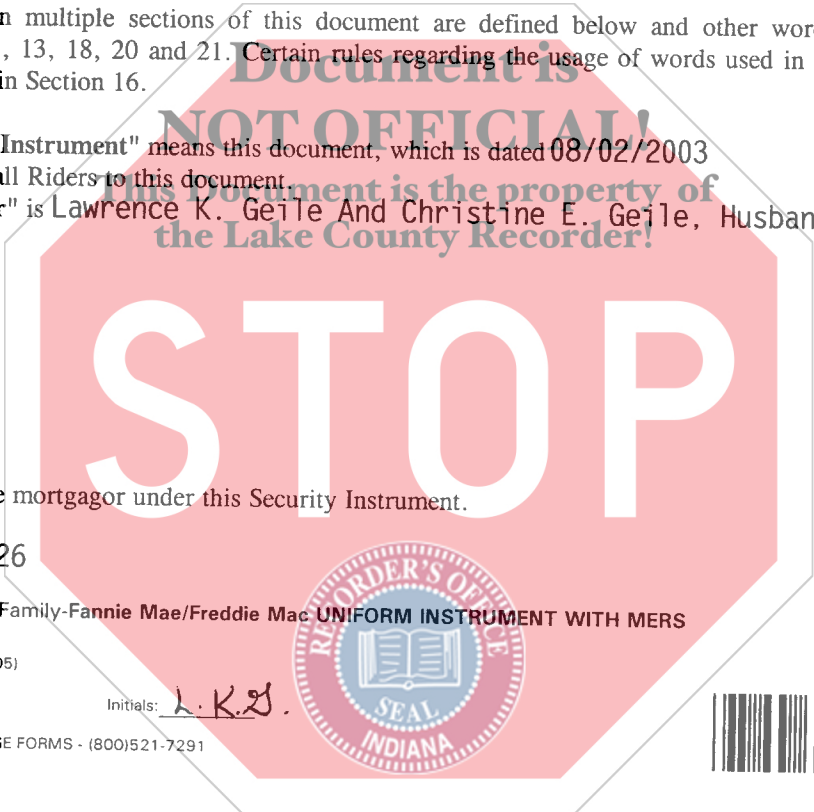 n multiple sections of this document are defined below and other wor
, 13, 18, 20 and 21. Certain rules regarding the usage of words used in
in Section 16.
Document is
NOT OFFICIAL!
This Document is the property of
the Lake County Recorder!
Instrument" means this document, which is dated 08/02/2003
all Riders to this document.
r" is Lawrence K. Geile And Christine E. Geile, Husban
STOP
e mortgagor under this Security Instrument.
26
Family-Fannie Mae/Freddie Mac UNIFORM INSTRUMENT WITH MERS
05)
Initials: L.K.G.
GE FORMS - (800)521-7291
RECORDER'S OFFICE
SEAL
INDIANA